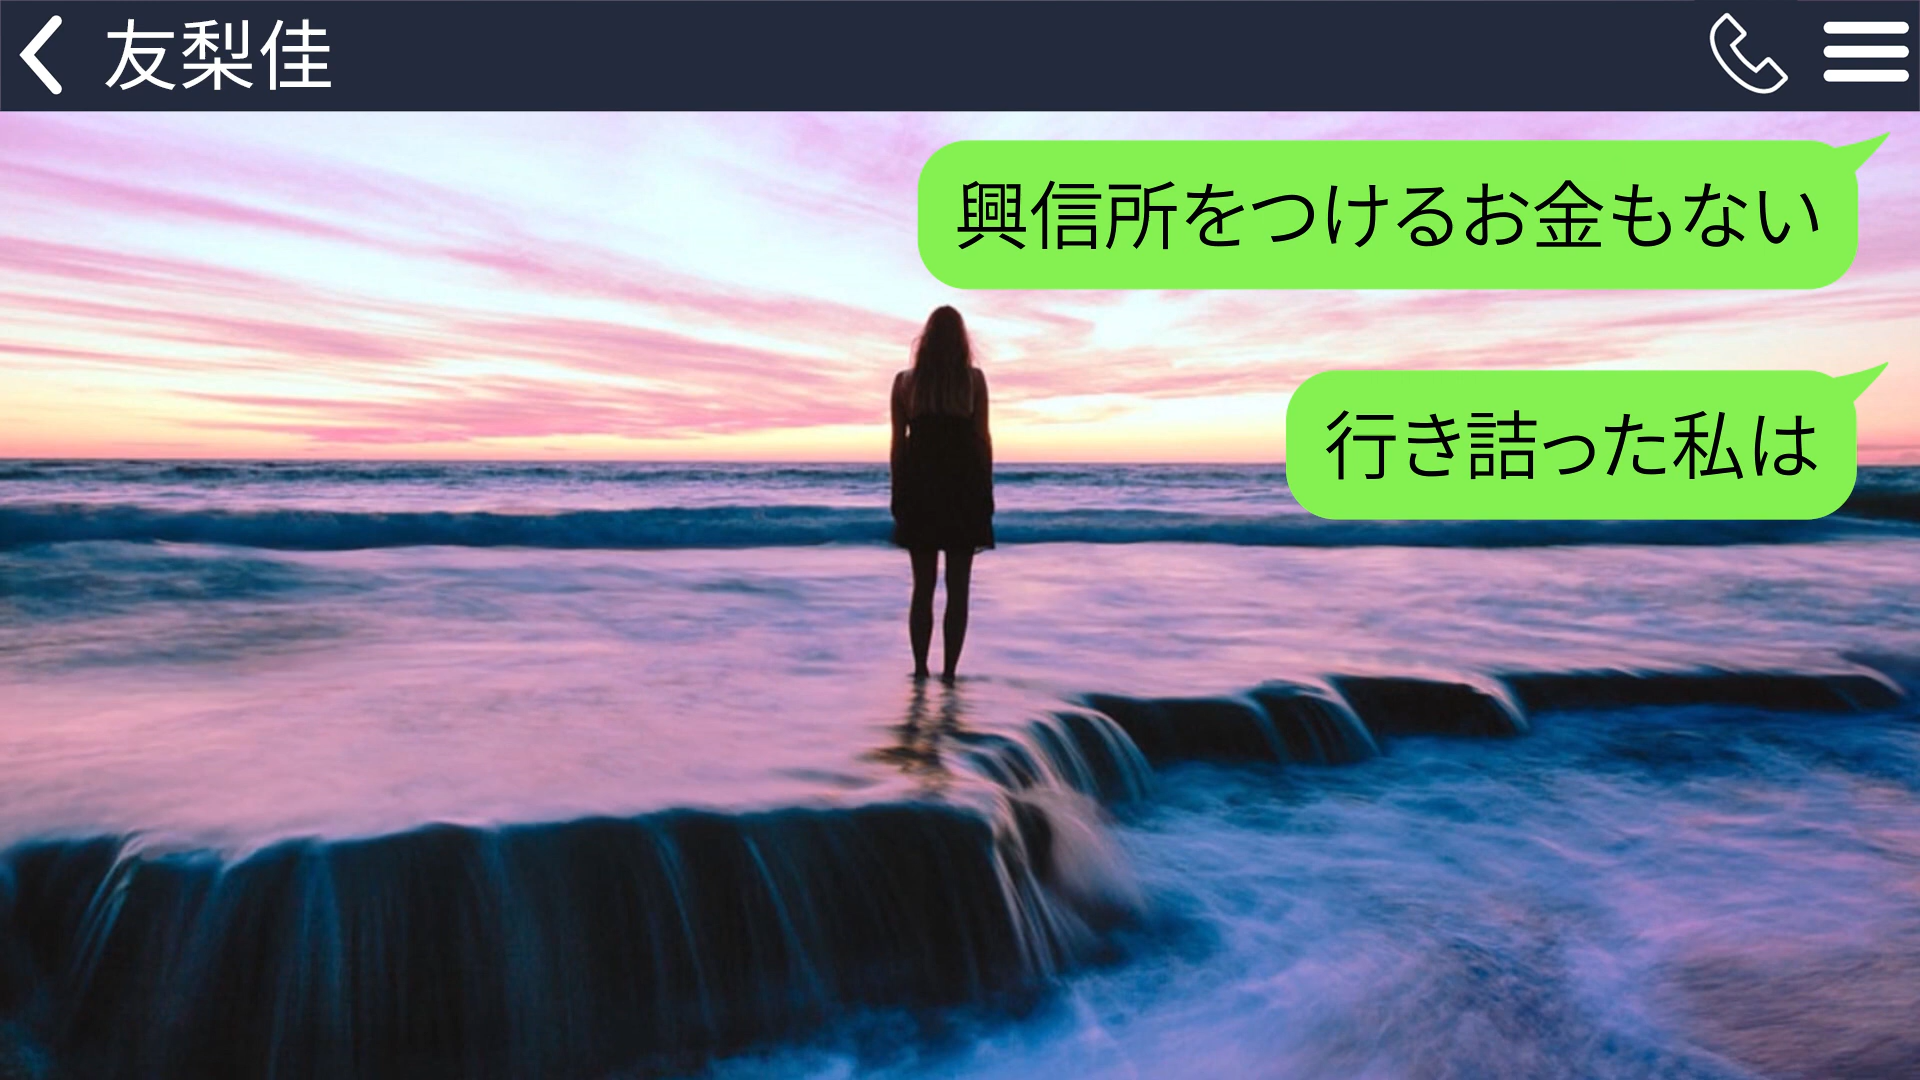 友梨佳
興信所をつけるお金もない
行き詰った私は